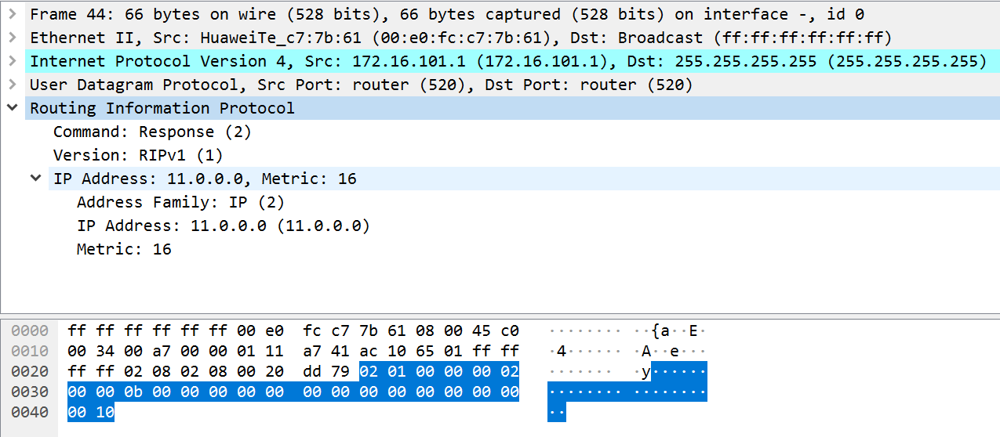 Frame 44: 66 bytes on wire (528 bits), 66 bytes captured (528 bits) on interface -, id 0
Ethernet II, Src: HuaweiTe_c7:7b:61 (00:e0:fc:c7:7b:61), Dst: Broadcast (ff:ff:ff:ff:ff:ff)
Internet Protocol Version 4, Src: 172.16.101.1 (172.16.101.1), Dst: 255.255.255.255 (255.255.255.255)
User Datagram Protocol, Src Port: router (520), Dst Port: router (520)
Routing Information Protocol
Command: Response (2)
Version: RIPv1 (1)
IP Address: 11.0.0.0, Metric: 16
Address Family: IP (2)
IP Address: 11.0.0.0 (11.0.0.0)
Metric: 16
0000 ff ff ff ff ff ff 00 e0 fc c7 7b 61 08 00 45 c0 ········ ··{a··E·
0010 00 34 00 a7 00 00 01 11 a7 41 ac 10 65 01 ff ff ·4······ ·A··e···
0020 ff ff 02 08 02 08 00 20 dd 79 02 01 00 00 00 02 ······· ·y······
0030 00 00 0b 00 00 00 00 00 00 00 00 00 00 00 00 00 ········ ········
0040 00 10 ··